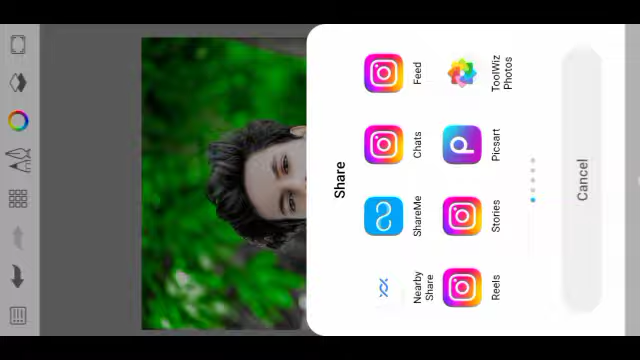 Share
Nearby
Share
ShareMe
Chats
Feed
Reels
Stories
Picsart
ToolWiz
Photos
Cancel